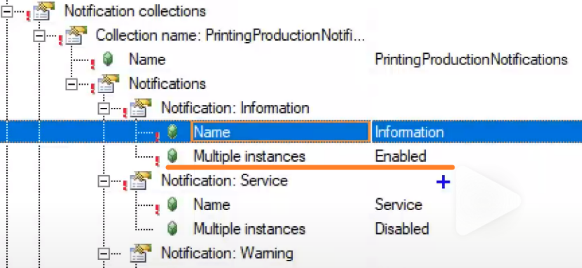 Notification collections
Collection name: PrintingProductionNotifi...
Name PrintingProductionNotifications
Notifications
Notification: Information
Name Information
Multiple instances Enabled
Notification: Service
Name Service
Multiple instances Disabled
Notification: Warning